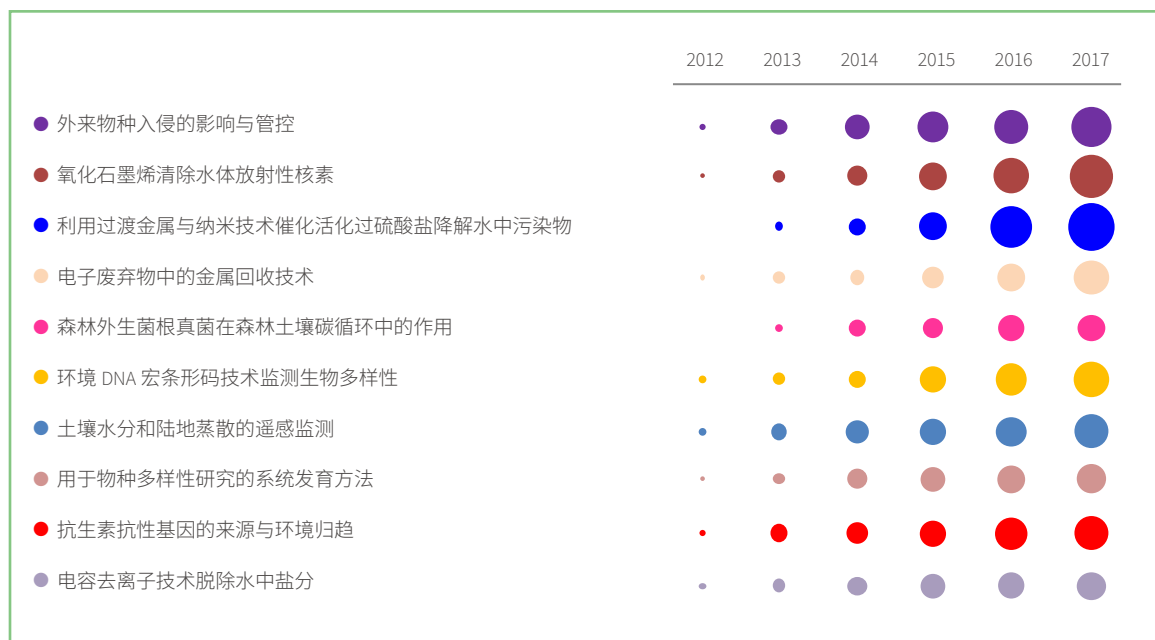 2012 2013 2014 2015 2016 2017
外来物种入侵的影响与管控
氧化石墨烯清除水体放射性核素
利用过渡金属与纳米技术催化活化过硫酸盐降解水中污染物
电子废弃物中的金属回收技术
森林外生菌根真菌在森林土壤碳循环中的作用
环境 DNA 宏条形码技术监测生物多样性
土壤水分和陆地蒸散的遥感监测
用于物种多样性研究的系统发育方法
抗生素抗性基因的来源与环境归趋
电容去离子技术脱除水中盐分